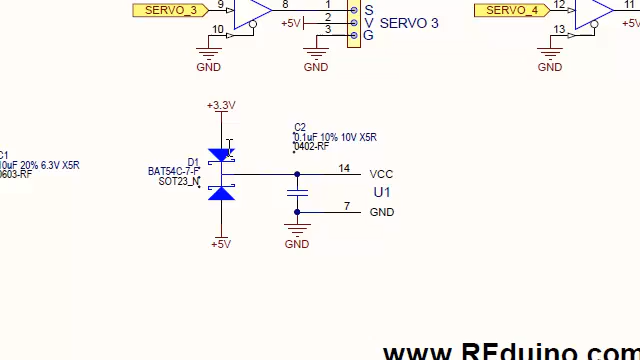 SERVO_3
9
8
10
GND
+5V
1
2
3
S
V SERVO 3
G
GND
SERVO_4
12
11
13
+5V
GND
+3.3V
C2
0.1uF 10% 10V X5R
0402-RF
C1
10uF 20% 6.3V X5R
0603-RF
D1
BAT54C-7-F
SOT23_N
14
VCC
U1
7
GND
+5V
GND
www.RFduino.com